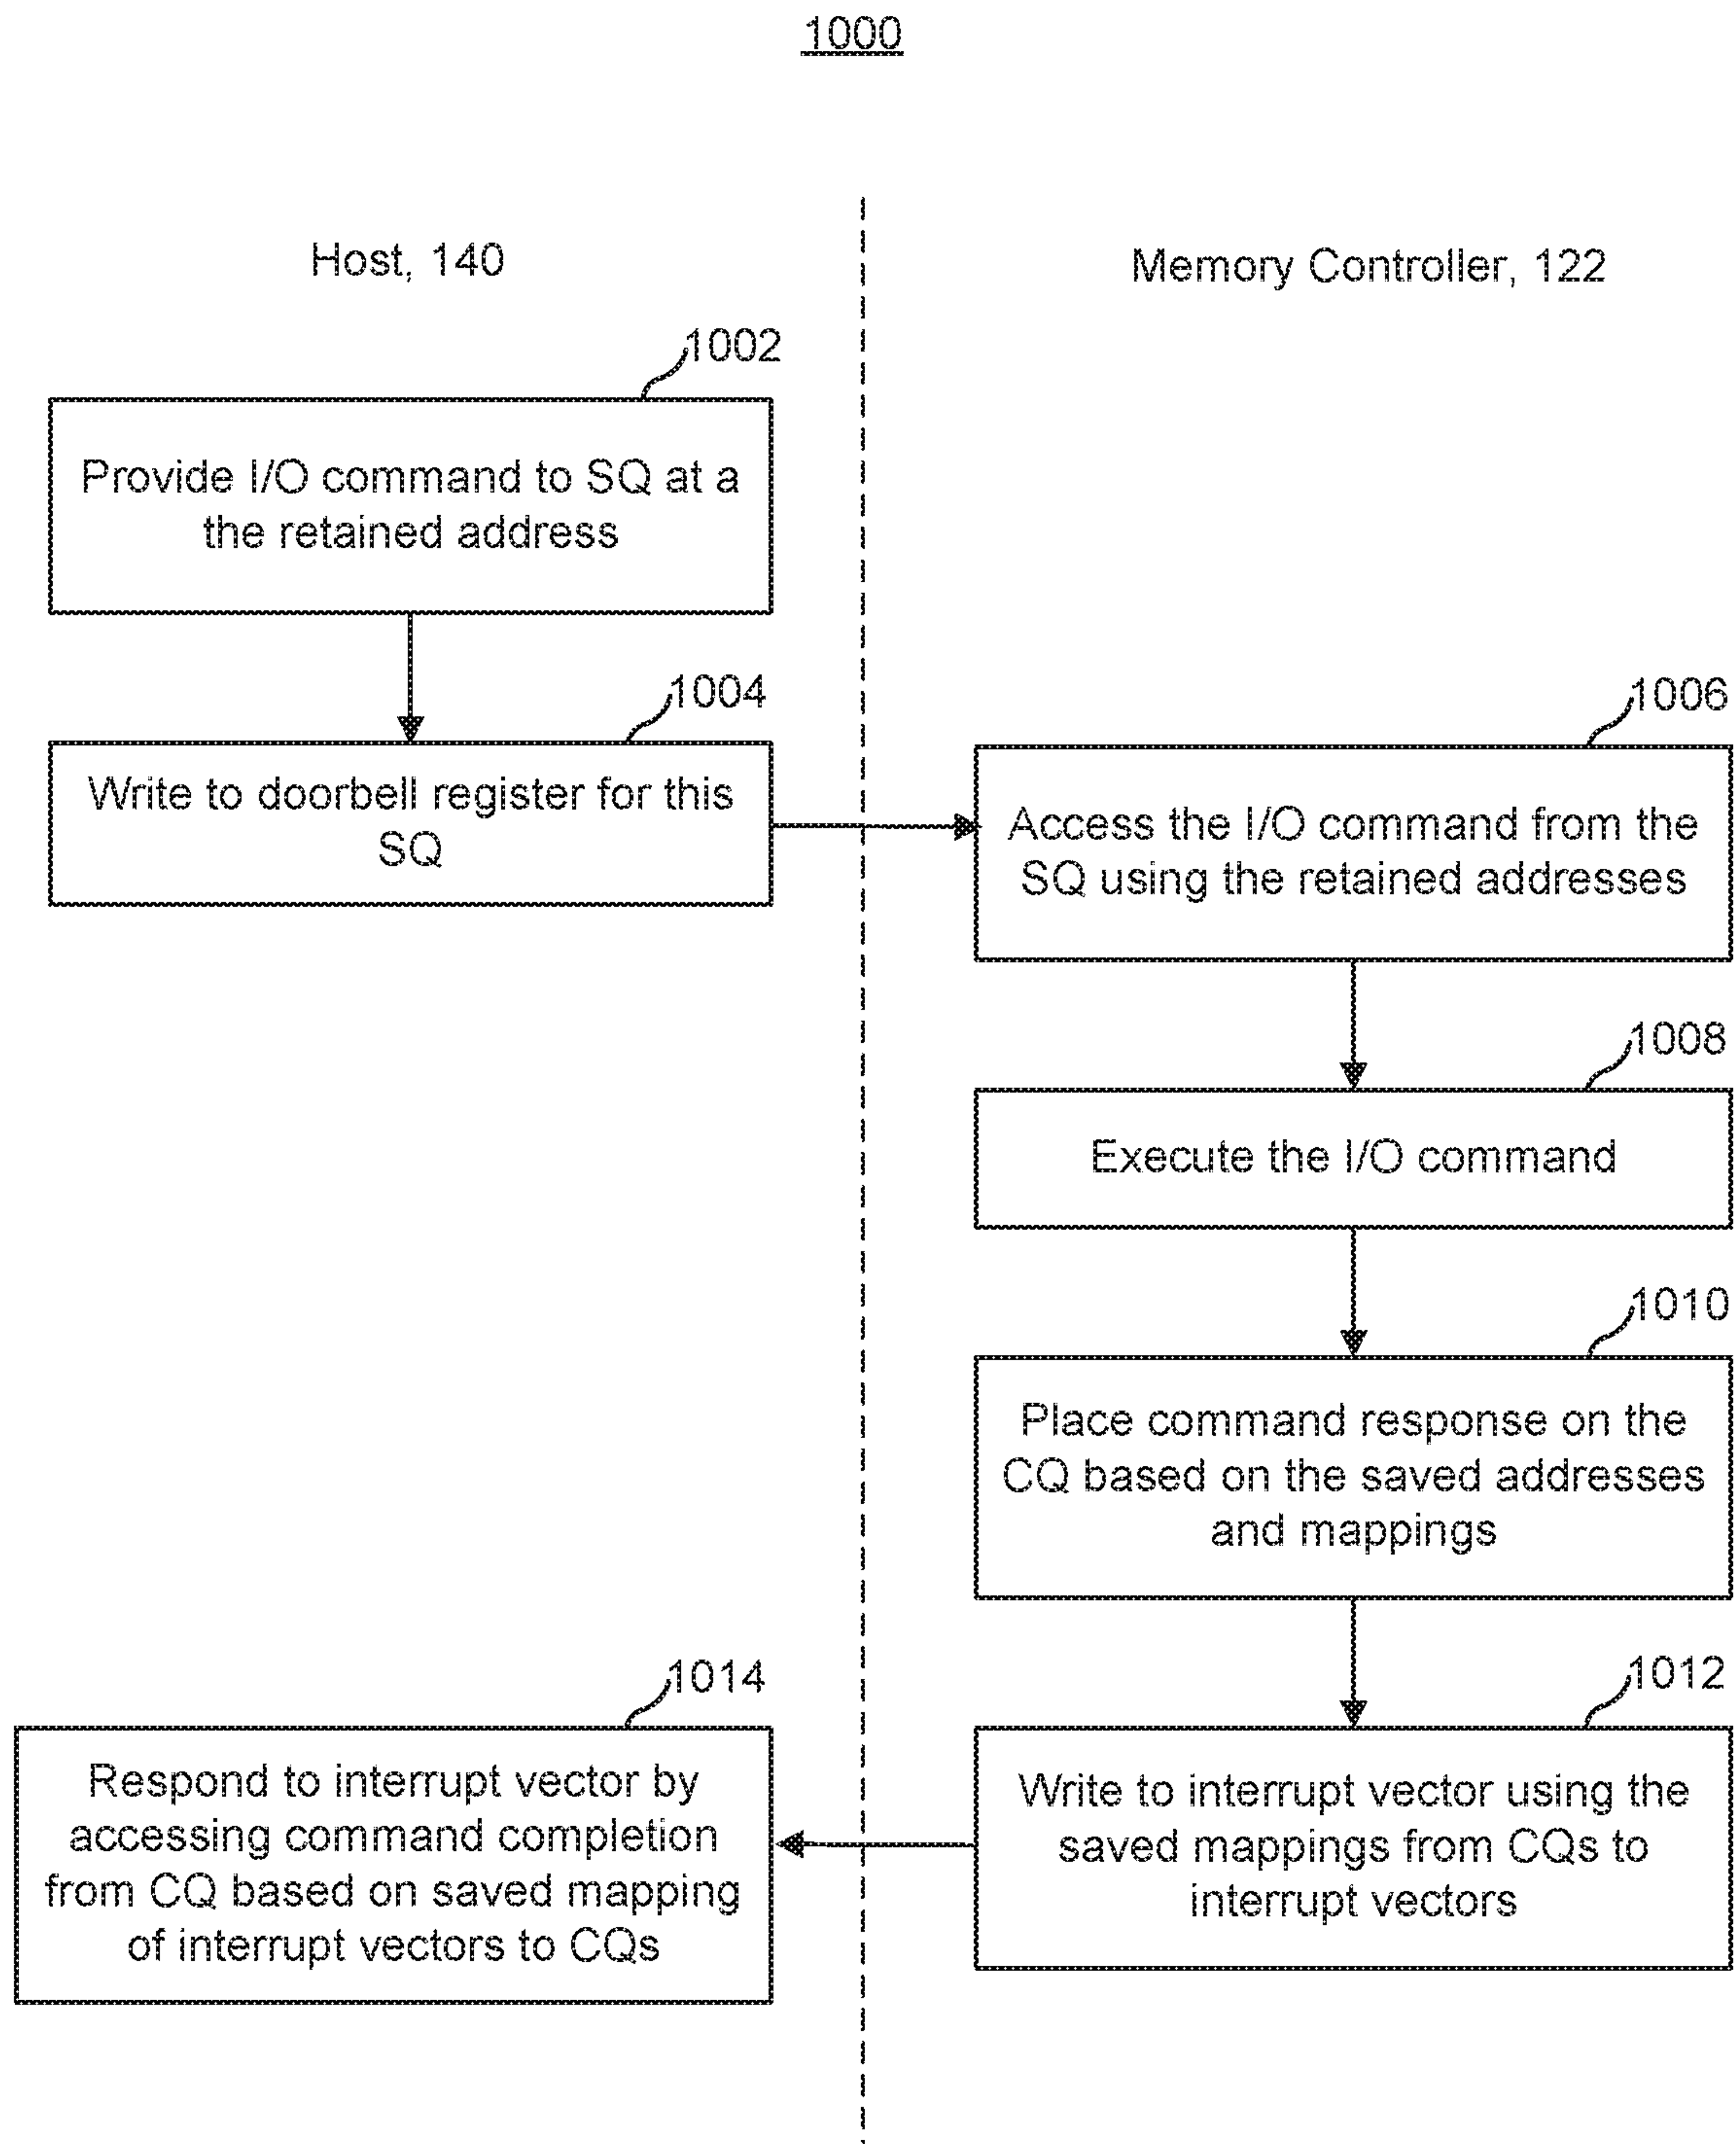 1000
Host, 140
Memory Controller, 122
1002
Provide I/O command to SQ at a
the retained address
1004
Write to doorbell register for this
SQ
1006
Access the I/O command from the
SQ using the retained addresses
1008
Execute the I/O command
1010
Place command response on the
CQ based on the saved addresses
and mappings
1012
Write to interrupt vector using the
saved mappings from CQs to
interrupt vectors
1014
Respond to interrupt vector by
accessing command completion
from CQ based on saved mapping
of interrupt vectors to CQs